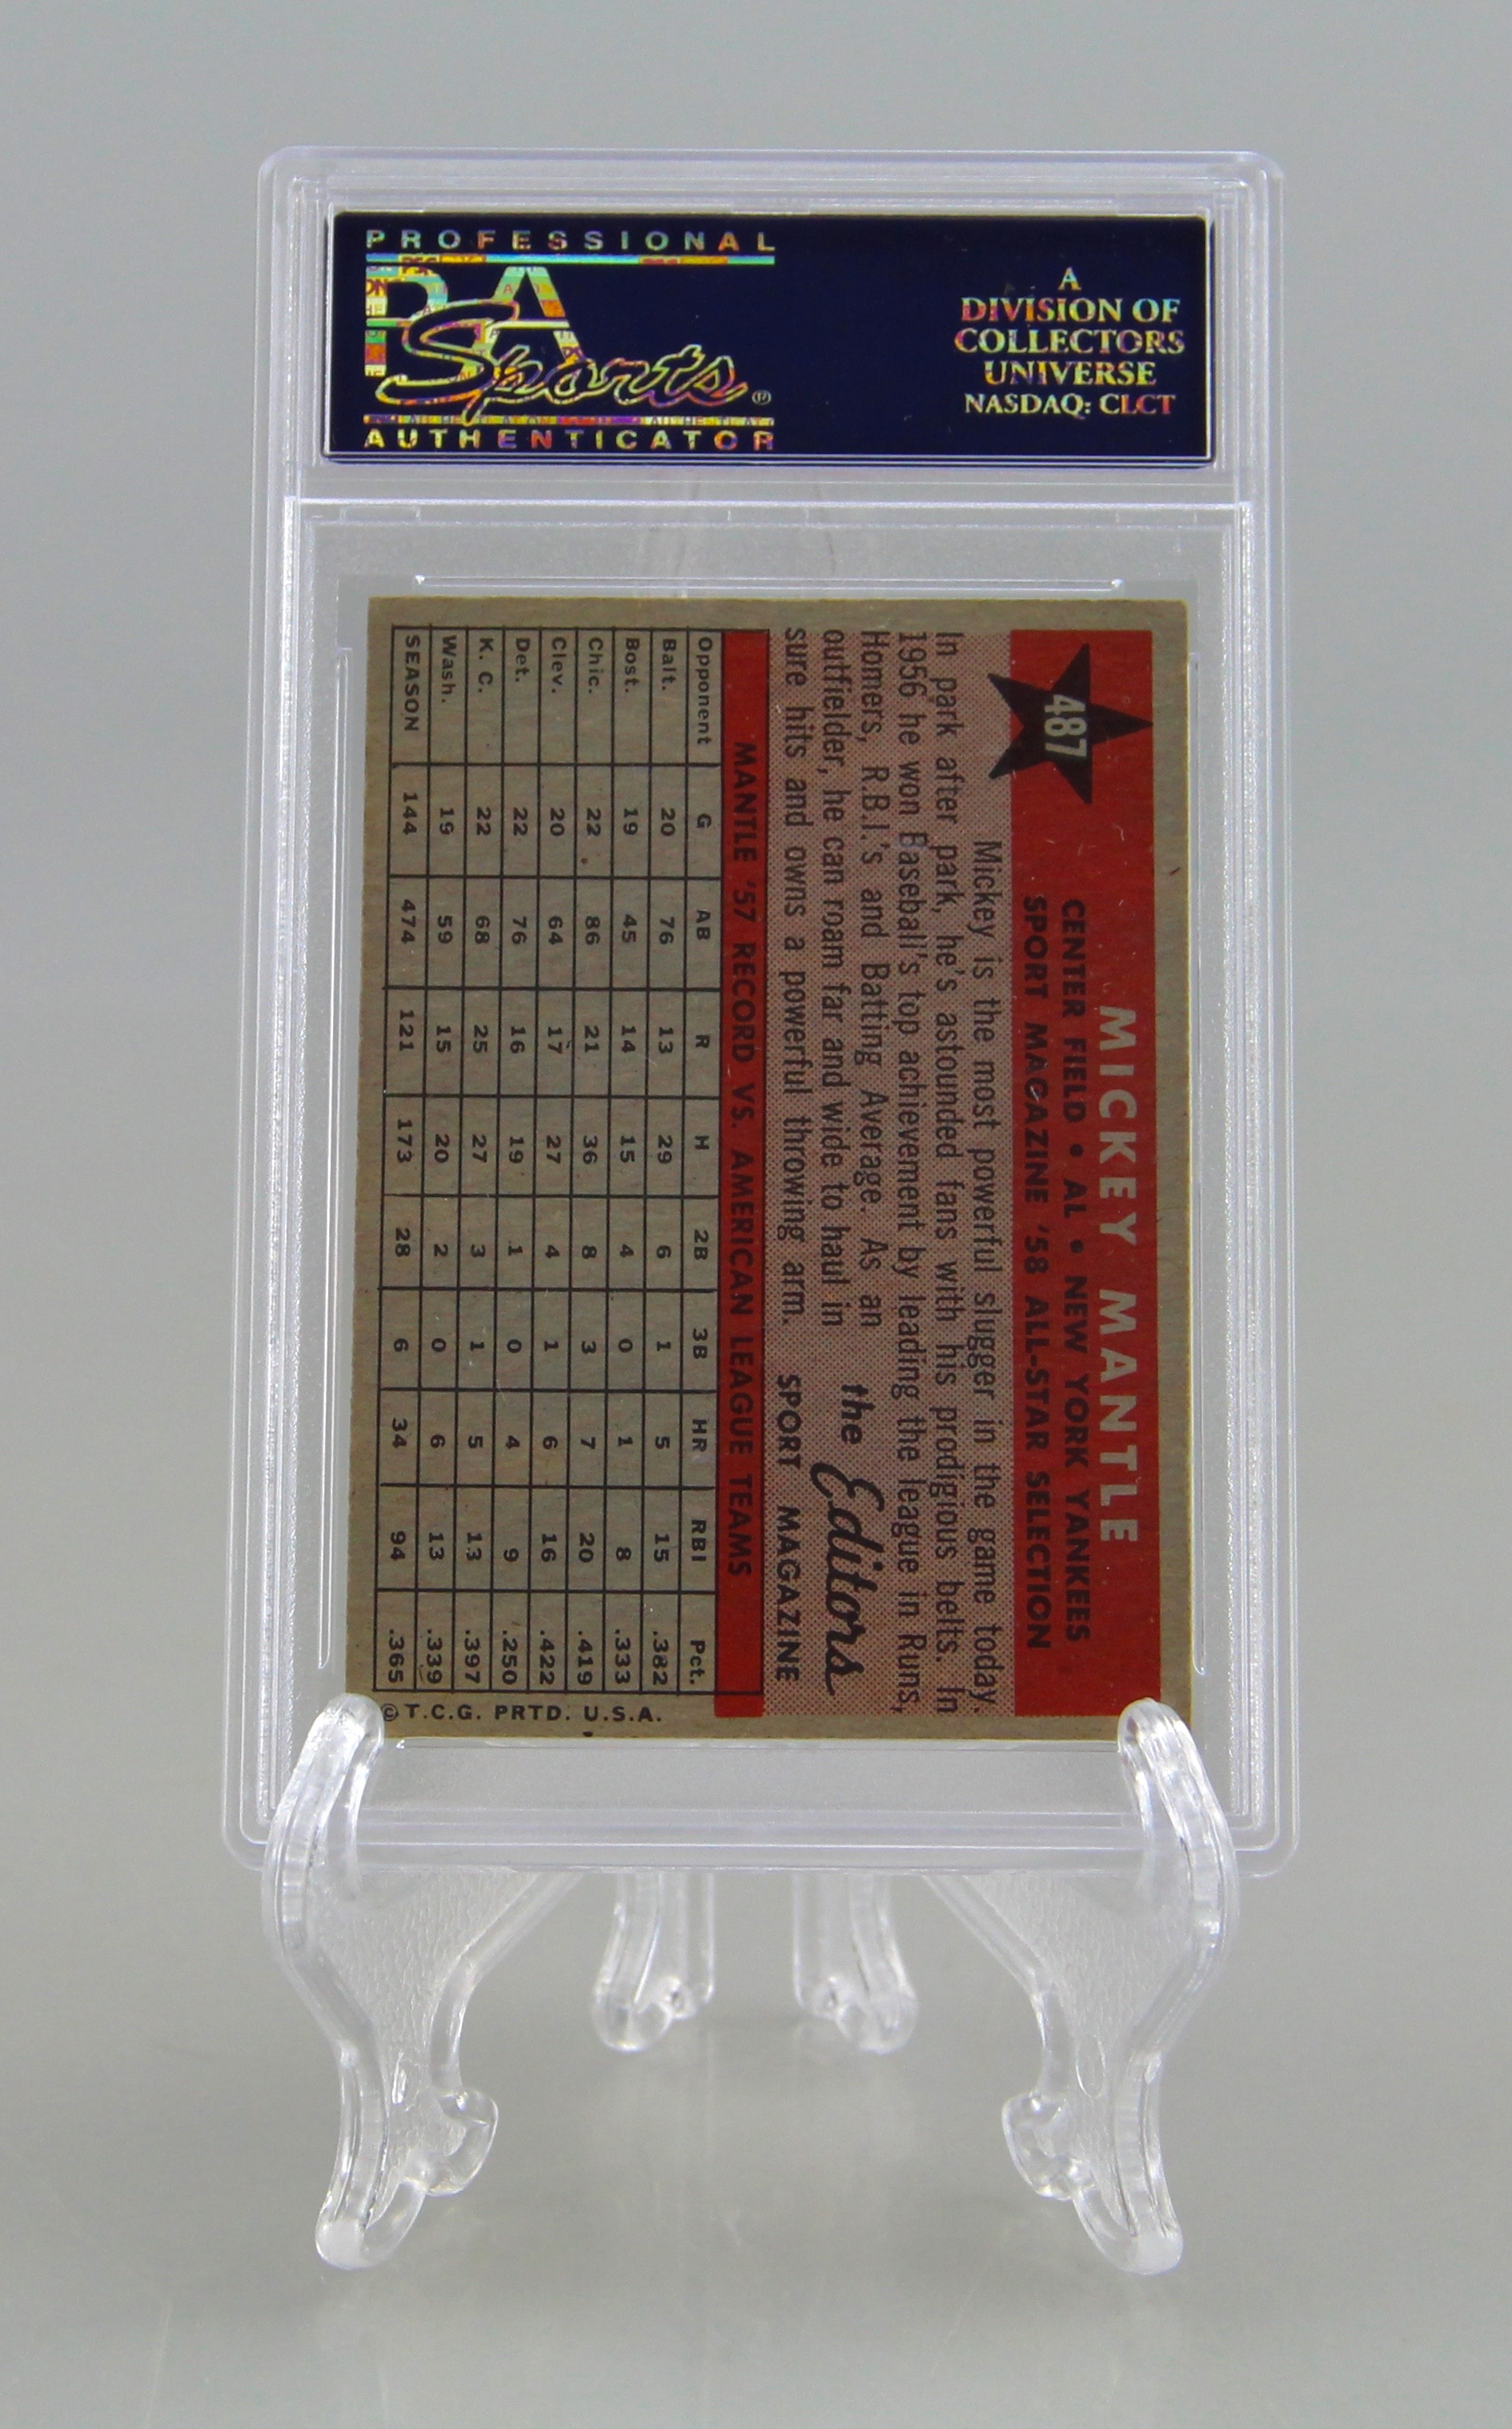 PROFESSIONAL
PSA
Sports®
AUTHENTICATOR
A
DIVISION OF
COLLECTORS
UNIVERSE
NASDAQ: CLCT
487
MICKEY MANTLE
CENTER FIELD • AL • NEW YORK YANKEES
SPORT MAGAZINE '58 ALL-STAR SELECTION
Mickey is the most powerful slugger in the game today.
In park after park, he's astounded fans with his prodigious belts. In
1956 he won Baseball's top achievement by leading the league in Runs,
Homers, R.B.I.'s and Batting Average. As an
outfielder, he can roam far and wide to haul in
sure hits and owns a powerful throwing arm.
the Editors
SPORT MAGAZINE
MANTLE '57 RECORD VS. AMERICAN LEAGUE TEAMS
Opponent G AB R H 2B 3B HR RBI Pct.
Balt. 20 76 13 29 6 1 5 15 .382
Bost. 19 45 14 15 4 0 1 8 .333
Chic. 22 86 21 36 8 3 7 20 .419
Clev. 20 64 17 27 4 1 6 16 .422
Det. 22 76 16 19 1 0 4 9 .250
K. C. 22 68 25 27 3 1 5 13 .397
Wash. 19 59 15 20 2 0 6 13 .339
SEASON 144 474 121 173 28 6 34 94 .365
© T.C.G. PRTD. U.S.A.